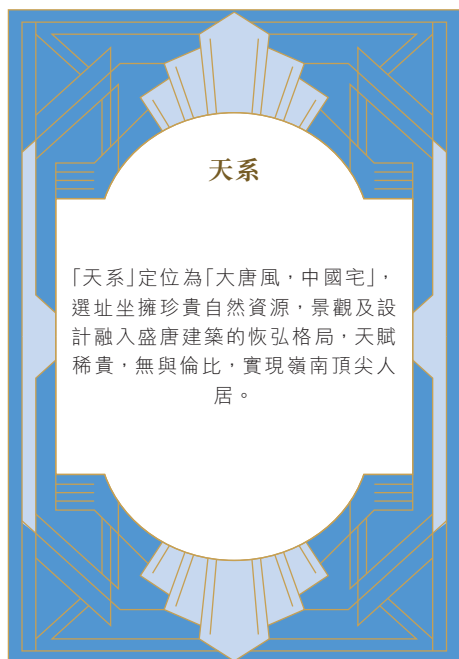 天系
「天系」定位為「大唐風，中國宅」，
選址坐擁珍貴自然資源，景觀及設
計融入盛唐建築的恢弘格局，天賦
稀貴，無與倫比，實現嶺南頂尖人
居。